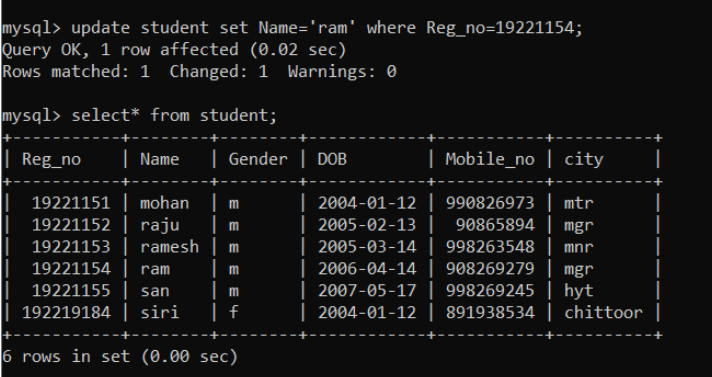 mysql> update student set Name='ram' where Reg_no=19221154;
Query OK, 1 row affected (0.02 sec)
Rows matched: 1  Changed: 1  Warnings: 0

mysql> select* from student;
+-----------+--------+--------+------------+-----------+----------+
| Reg_no    | Name   | Gender | DOB        | Mobile_no | city     |
+-----------+--------+--------+------------+-----------+----------+
|  19221151 | mohan  | m      | 2004-01-12 | 990826973 | mtr      |
|  19221152 | raju   | m      | 2005-02-13 |  90865894 | mgr      |
|  19221153 | ramesh | m      | 2005-03-14 | 998263548 | mnr      |
|  19221154 | ram    | m      | 2006-04-14 | 908269279 | mgr      |
|  19221155 | san    | m      | 2007-05-17 | 998269245 | hyt      |
| 192219184 | siri   | f      | 2004-01-12 | 891938534 | chittoor |
+-----------+--------+--------+------------+-----------+----------+
6 rows in set (0.00 sec)